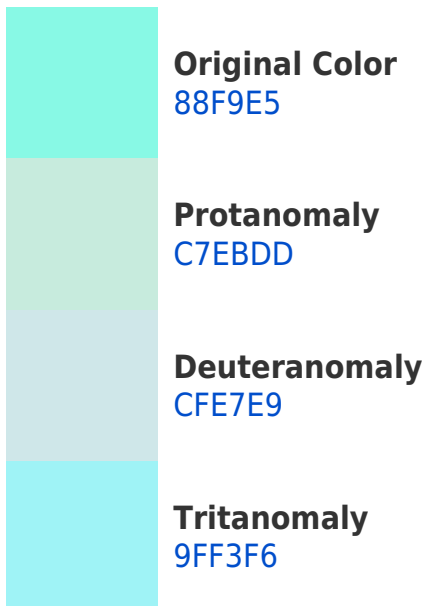 Original Color
88F9E5
Protanomaly
C7EBDD
Deuteranomaly
CFE7E9
Tritanomaly
9FF3F6